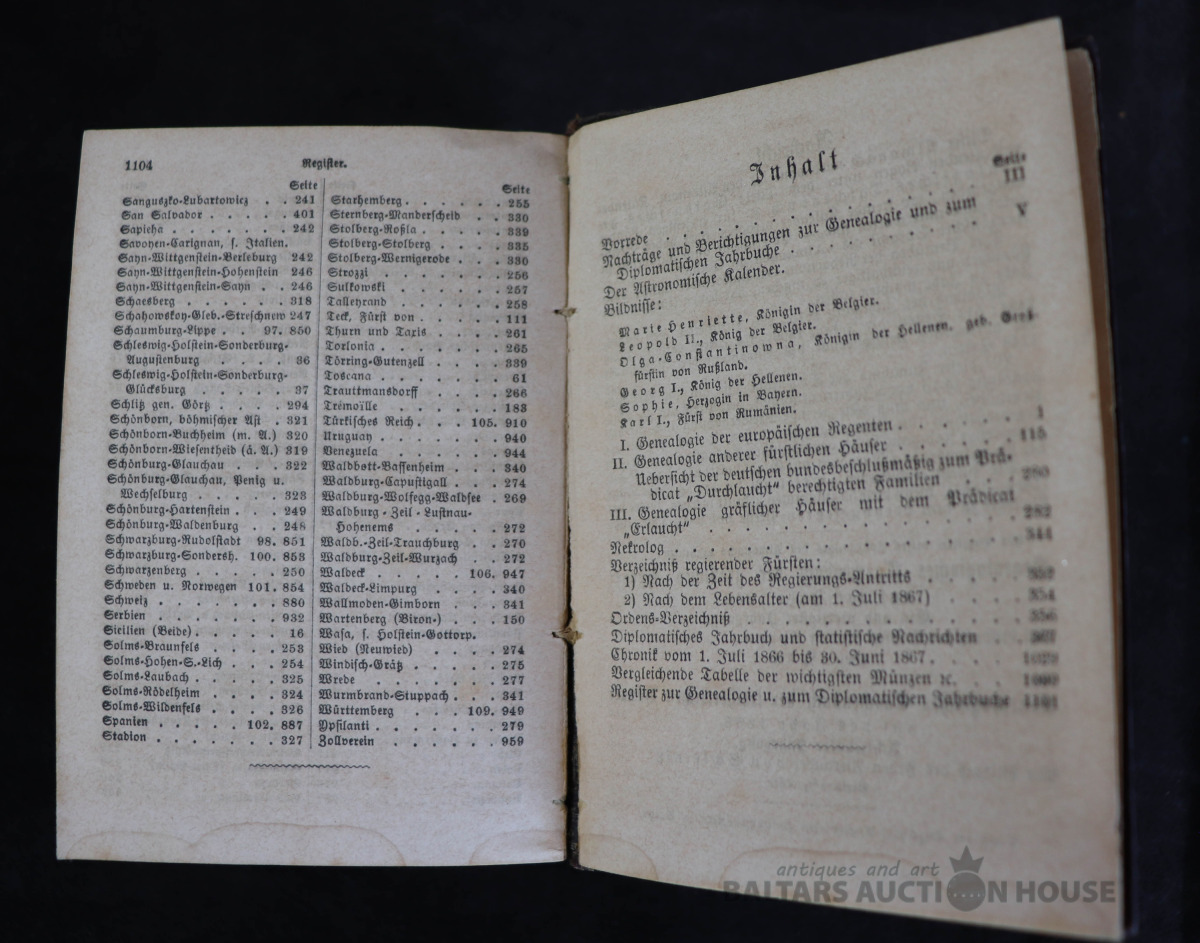 1104
Register.
Seite
Sanguszko-Lubartowicz . . 241
San Salvador . . . . . 401
Sapieha . . . . . . . 242
Savoyen-Carignan, s. Italien.
Sayn-Wittgenstein-Berleburg 242
Sayn-Wittgenstein-Hohenstein 246
Sayn-Wittgenstein-Sayn . . 246
Schaesberg . . . . . . 318
Schahowskoy-Gleb.-Streschnew 247
Schaumburg-Lippe . . 97. 850
Schleswig-Holstein-Sonderburg-
Augustenburg . . . . 36
Schleswig-Holstein-Sonderburg-
Glücksburg . . . . . 37
Schlitz gen. Görtz . . . . 294
Schönborn, böhmischer Ast . 321
Schönborn-Buchheim (m. A.) 320
Schönborn-Wiesentheid (ä. A.) 319
Schönburg-Glauchau . . . 322
Schönburg-Glauchau, Penig u.
Wechselburg . . . . 323
Schönburg-Hartenstein . . . 249
Schönburg-Waldenburg . . 248
Schwarzburg-Rudolstadt 98. 851
Schwarzburg-Sondersh. 100. 853
Schwarzenberg . . . . . 250
Schweden u. Norwegen 101. 854
Schweiz . . . . . . . 880
Serbien . . . . . . . 932
Sicilien (Beide) . . . . . 16
Solms-Braunfels . . . . 253
Solms-Hohen-S.-Lich . . . 254
Solms-Laubach . . . . . 325
Solms-Rödelheim . . . . 324
Solms-Wildenfels . . . . 326
Spanien . . . . . 102. 887
Stadion . . . . . . . 327
Seite
Starhemberg . . . . . . 255
Sternberg-Manderscheid . . 330
Stolberg-Roßla . . . . . 339
Stolberg-Stolberg . . . . 335
Stolberg-Wernigerode . . . 330
Strozzi . . . . . . . 256
Sulkowski . . . . . . 257
Talleyrand . . . . . . 258
Teck, Fürst von . . . . . 111
Thurn und Taxis . . . . 261
Torlonia . . . . . . . 265
Törring-Gutenzell . . . . 339
Toscana . . . . . . . 61
Trauttmansdorff . . . . 266
Tremoïlle . . . . . . 183
Türkisches Reich . . . 105. 910
Uruguay . . . . . . . 940
Venezuela . . . . . . 944
Waldbott-Bassenheim . . . 340
Waldburg-Capustigall . . . 274
Waldburg-Wolfegg-Waldsee . 269
Waldburg-Zeil-Lustnau-
Hohenems . . . . . 272
Waldb.-Zeil-Trauchburg . . 270
Waldburg-Zeil-Wurzach . . 272
Waldeck . . . . . 106. 947
Waldeck-Limpurg . . . . 340
Wallmoden-Gimborn . . . 341
Wartenberg (Biron-) . . . 150
Wasa, s. Holstein-Gottorp.
Wied (Neuwied) . . . . 274
Windisch-Grätz . . . . . 275
Wrede . . . . . . . 277
Wurmbrand-Stuppach . . . 341
Württemberg . . . 109. 949
Ypsilanti . . . . . . . 279
Zollverein . . . . . . 959
Inhalt
Seite
Vorrede . . . . . . . . . . III
Nachträge und Berichtigungen zur Genealogie und zum
Diplomatischen Jahrbuche . . . . . . . V
Der Astronomische Kalender.
Bildnisse:
Marie Henriette, Königin der Belgier.
Leopold II., König der Belgier.
Olga-Constantinowna, Königin der Hellenen, geb. Groß-
fürstin von Rußland.
Georg I., König der Hellenen.
Sophie, Herzogin in Bayern.
Karl I., Fürst von Rumänien.
I. Genealogie der europäischen Regenten . . . . . 1
II. Genealogie anderer fürstlichen Häuser . . . . . 115
Uebersicht der deutschen bundesbeschlußmäßig zum Prä-
dicat „Durchlaucht" berechtigten Familien . . . 280
III. Genealogie gräflicher Häuser mit dem Prädicat
„Erlaucht" . . . . . . . . . . 282
Nekrolog . . . . . . . . . . . 344
Verzeichniß regierender Fürsten:
1) Nach der Zeit des Regierungs-Antritts . . . . 352
2) Nach dem Lebensalter (am 1. Juli 1867) . . . . 354
Ordens-Verzeichniß . . . . . . . . . 356
Diplomatisches Jahrbuch und statistische Nachrichten . .
Chronik vom 1. Juli 1866 bis 30. Juni 1867. . . .
Vergleichende Tabelle der wichtigsten Münzen ꝛc. . .
Register zur Genealogie u. zum Diplomatischen Jahrbuche 1101
antiques and art
BALTARS AUCTION HOUSE